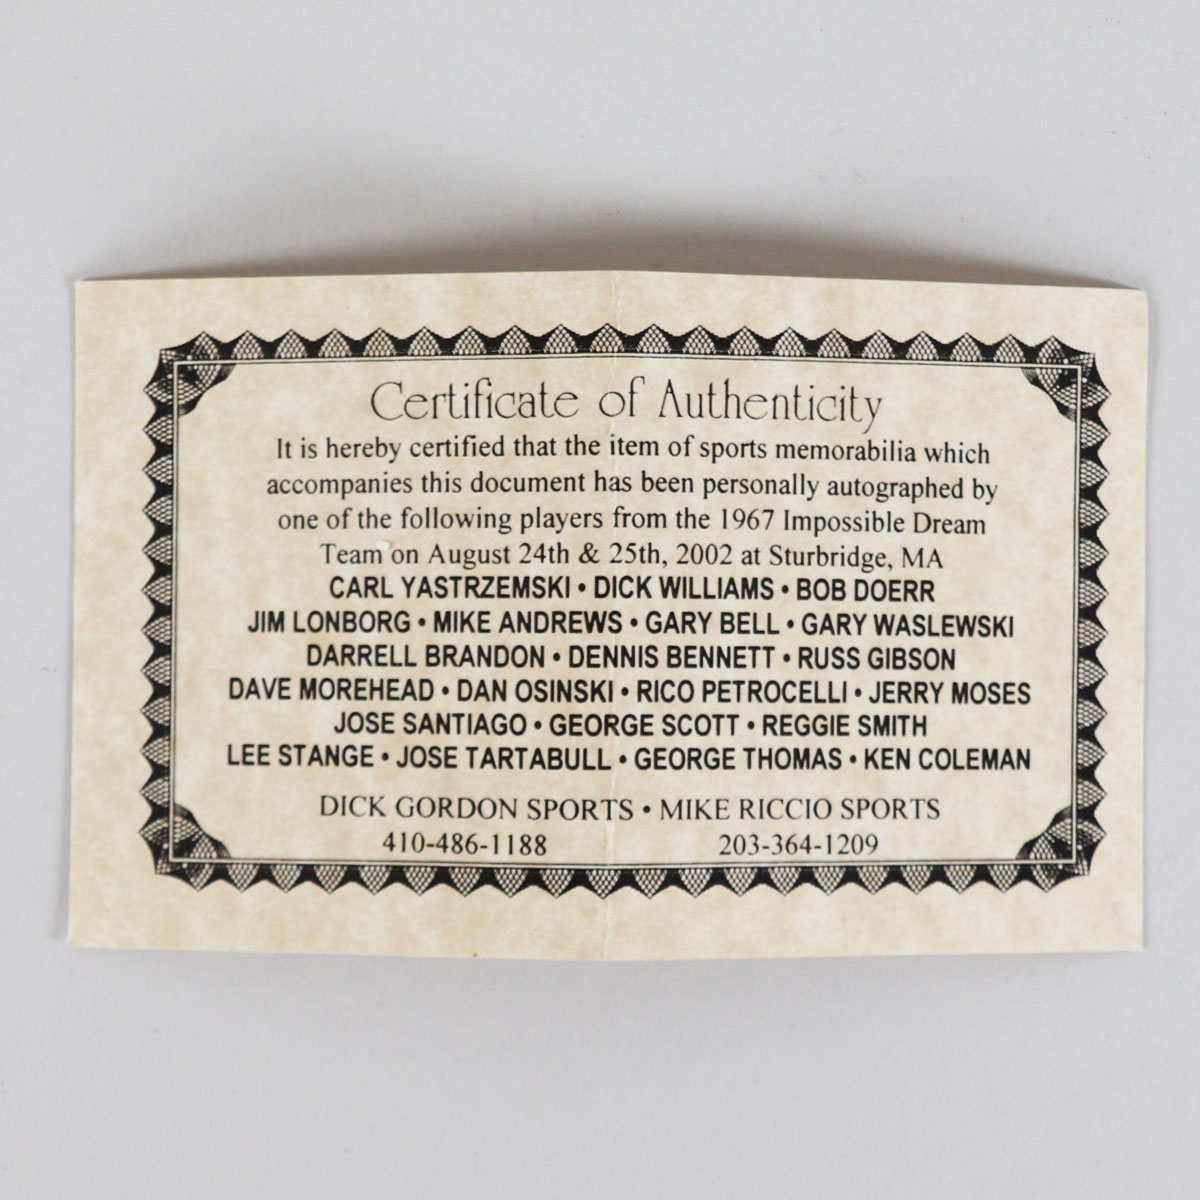 Certificate of Authenticity
It is hereby certified that the item of sports memorabilia which
accompanies this document has been personally autographed by
one of the following players from the 1967 Impossible Dream
Team on August 24th & 25th, 2002 at Sturbridge, MA
CARL YASTRZEMSKI • DICK WILLIAMS • BOB DOERR
JIM LONBORG • MIKE ANDREWS • GARY BELL • GARY WASLEWSKI
DARRELL BRANDON • DENNIS BENNETT • RUSS GIBSON
DAVE MOREHEAD • DAN OSINSKI • RICO PETROCELLI • JERRY MOSES
JOSE SANTIAGO • GEORGE SCOTT • REGGIE SMITH
LEE STANGE • JOSE TARTABULL • GEORGE THOMAS • KEN COLEMAN
DICK GORDON SPORTS • MIKE RICCIO SPORTS
410-486-1188 203-364-1209